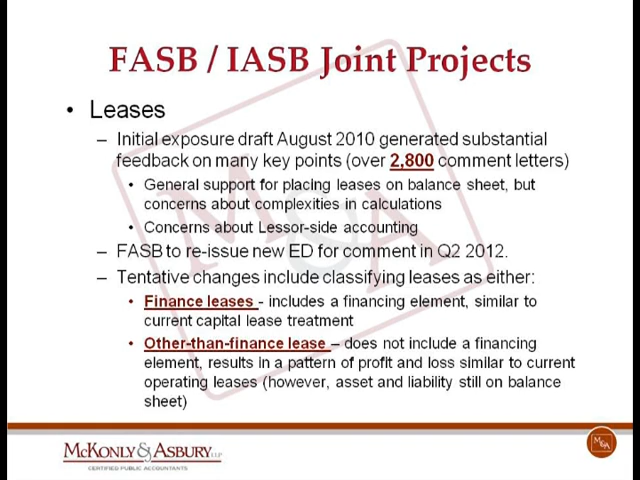 FASB / IASB Joint Projects
• Leases
– Initial exposure draft August 2010 generated substantial
feedback on many key points (over 2,800 comment letters)
• General support for placing leases on balance sheet, but
concerns about complexities in calculations
• Concerns about Lessor-side accounting
– FASB to re-issue new ED for comment in Q2 2012.
– Tentative changes include classifying leases as either:
• Finance leases - includes a financing element, similar to
current capital lease treatment
• Other-than-finance lease – does not include a financing
element, results in a pattern of profit and loss similar to current
operating leases (however, asset and liability still on balance
sheet)
M&A
McKonly & Asbury LLP
CERTIFIED PUBLIC ACCOUNTANTS
M&A